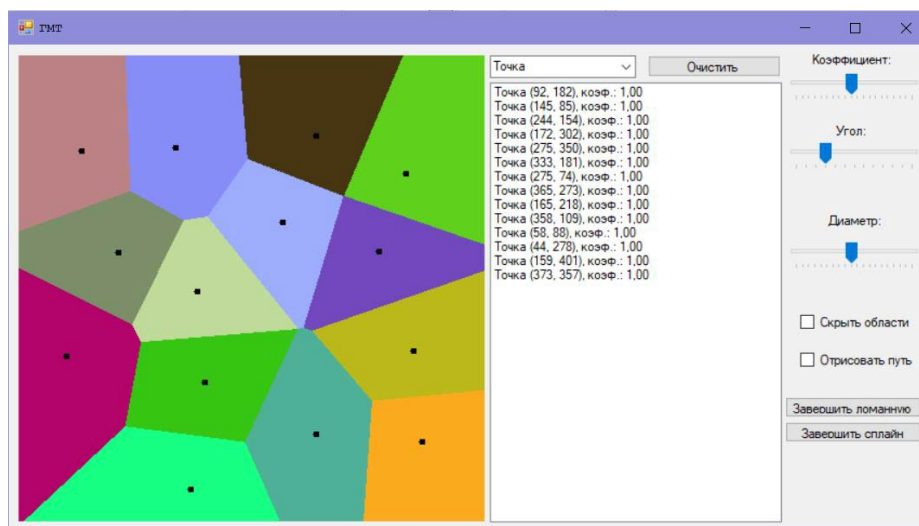 ГМТ
Точка
Очистить
Точка (92, 182), коэф.: 1,00
Точка (145, 85), коэф.: 1,00
Точка (244, 154), коэф.: 1,00
Точка (172, 302), коэф.: 1,00
Точка (275, 350), коэф.: 1,00
Точка (333, 181), коэф.: 1,00
Точка (275, 74), коэф.: 1,00
Точка (365, 273), коэф.: 1,00
Точка (165, 218), коэф.: 1,00
Точка (358, 109), коэф.: 1,00
Точка (58, 88), коэф.: 1,00
Точка (44, 278), коэф.: 1,00
Точка (159, 401), коэф.: 1,00
Точка (373, 357), коэф.: 1,00
Коэффициент:
Угол:
Диаметр:
Скрыть области
Отрисовать путь
Завершить ломанную
Завершить сплайн